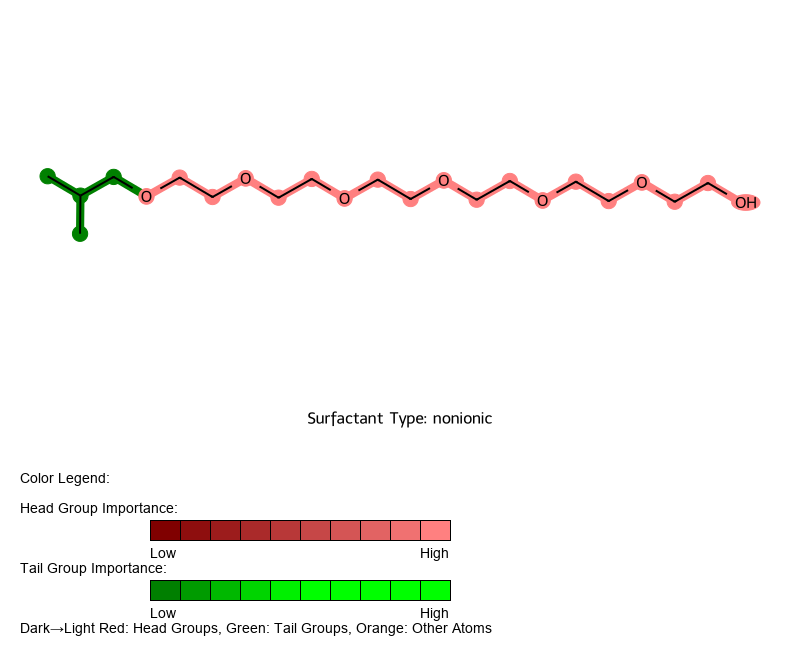 O O O O O O OH
Surfactant Type: nonionic
Color Legend:
Head Group Importance:
Low High
Tail Group Importance:
Low High
Dark→Light Red: Head Groups, Green: Tail Groups, Orange: Other Atoms